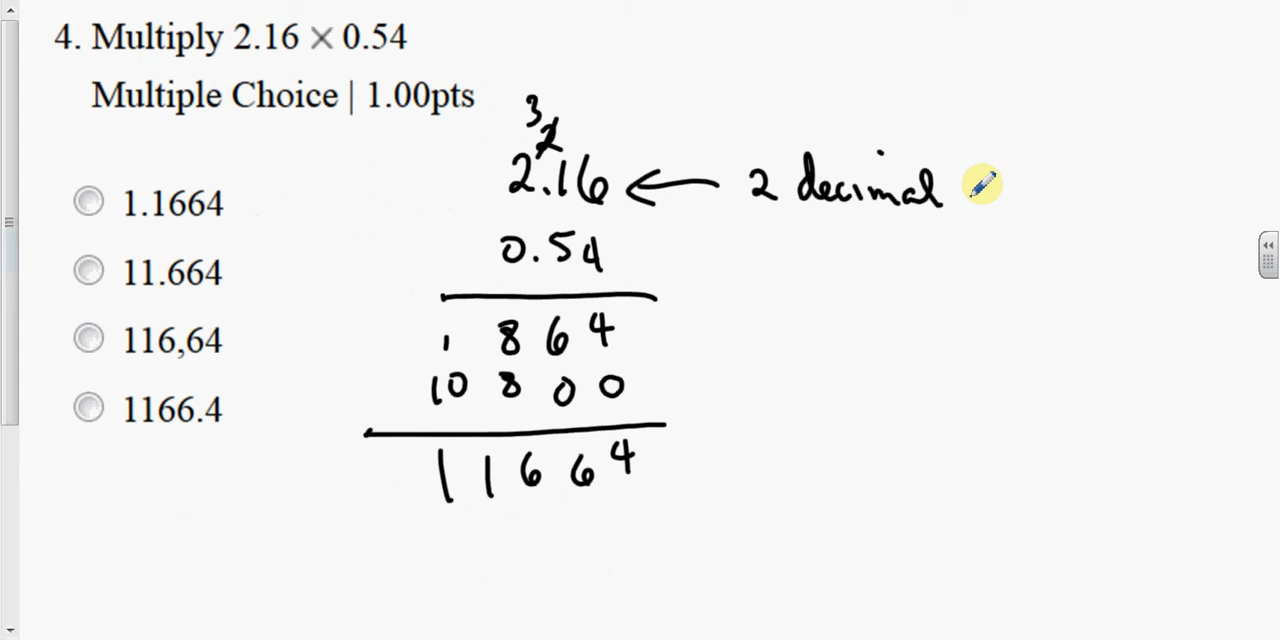 4. Multiply 2.16 × 0.54
Multiple Choice | 1.00pts
1.1664
11.664
116,64
1166.4
3
2
2.16 ← 2 decimal
0.54
1 8 6 4
10 8 0 0
1 1 6 6 4